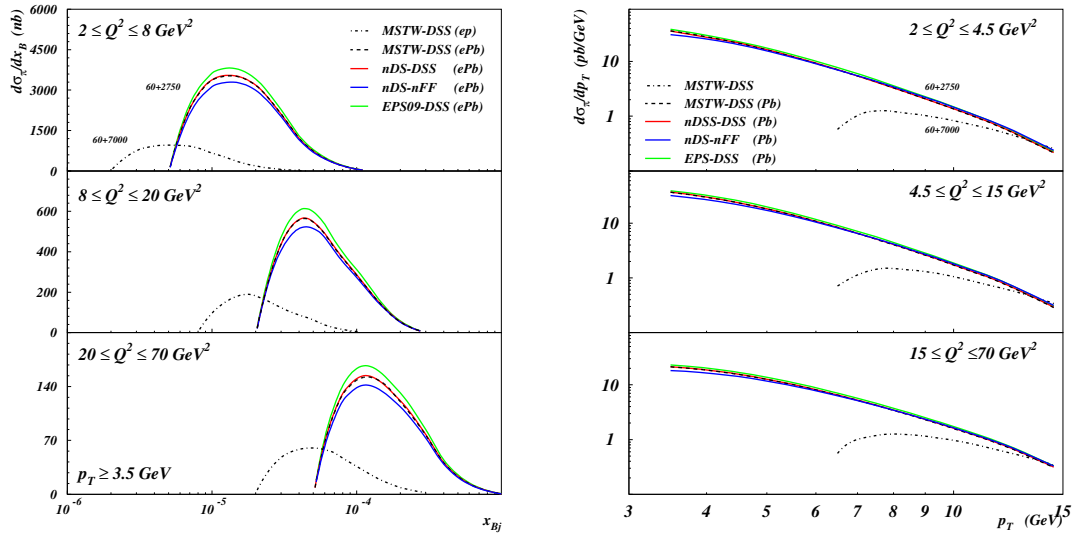 dσπ/dxB (nb)
6000
4500
3000
1500
0
2 ≤ Q² ≤ 8 GeV²
60+2750
60+7000
MSTW-DSS (ep)
MSTW-DSS (ePb)
nDS-DSS (ePb)
nDS-nFF (ePb)
EPS09-DSS (ePb)
600
400
200
0
8 ≤ Q² ≤ 20 GeV²
140
70
0
20 ≤ Q² ≤ 70 GeV²
pT ≥ 3.5 GeV
10⁻⁶
10⁻⁵
10⁻⁴
xBj
dσπ/dpT (pb/GeV)
10
1
2 ≤ Q² ≤ 4.5 GeV²
MSTW-DSS
MSTW-DSS (Pb)
nDSS-DSS (Pb)
nDS-nFF (Pb)
EPS-DSS (Pb)
60+2750
60+7000
10
1
4.5 ≤ Q² ≤ 15 GeV²
10
1
15 ≤ Q² ≤70 GeV²
3
4
5
6
7
8
9
10
15
pT (GeV)